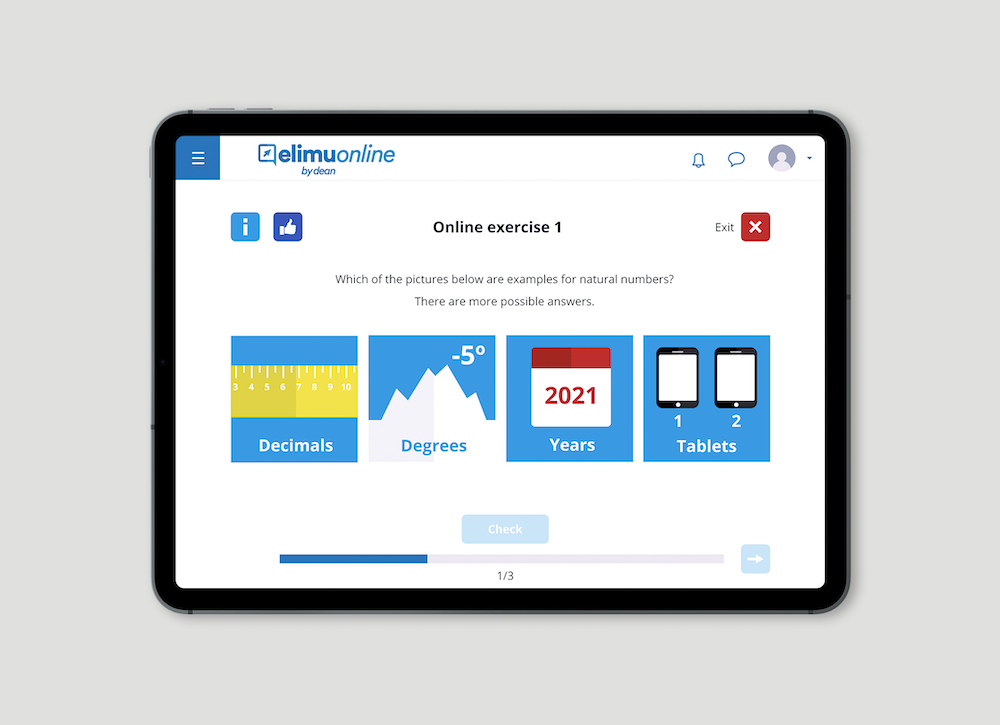 elimuonline
by dean
Online exercise 1
Exit
Which of the pictures below are examples for natural numbers?
There are more possible answers.
3 4 5 6 7 8 9 10
Decimals
-5º
Degrees
2021
Years
1 2
Tablets
Check
1/3